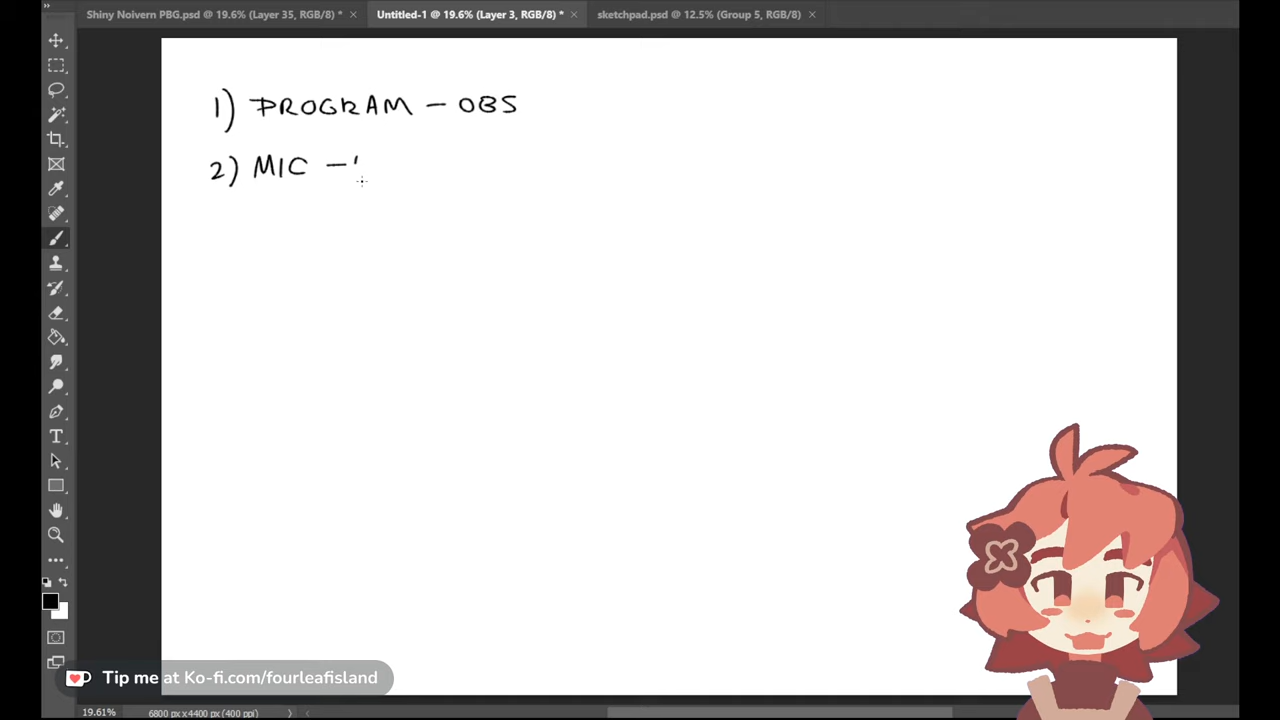 Shiny Noivern PBG.psd @ 19.6% (Layer 35, RGB/8) * × Untitled-1 @ 19.6% (Layer 3, RGB/8) * × sketchpad.psd @ 12.5% (Group 5, RGB/8) ×
1) PROGRAM - OBS
2) MIC -
Tip me at Ko-fi.com/fourleafisland
19.61% 6800 px x 4400 px (400 ppi)